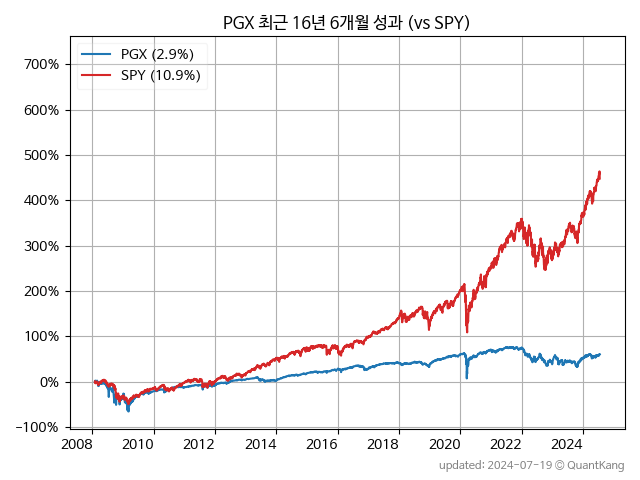 PGX 최근 16년 6개월 성과 (vs SPY)
PGX (2.9%)
SPY (10.9%)
700%
600%
500%
400%
300%
200%
100%
0%
−100%
2008 2010 2012 2014 2016 2018 2020 2022 2024
updated: 2024-07-19 © QuantKang